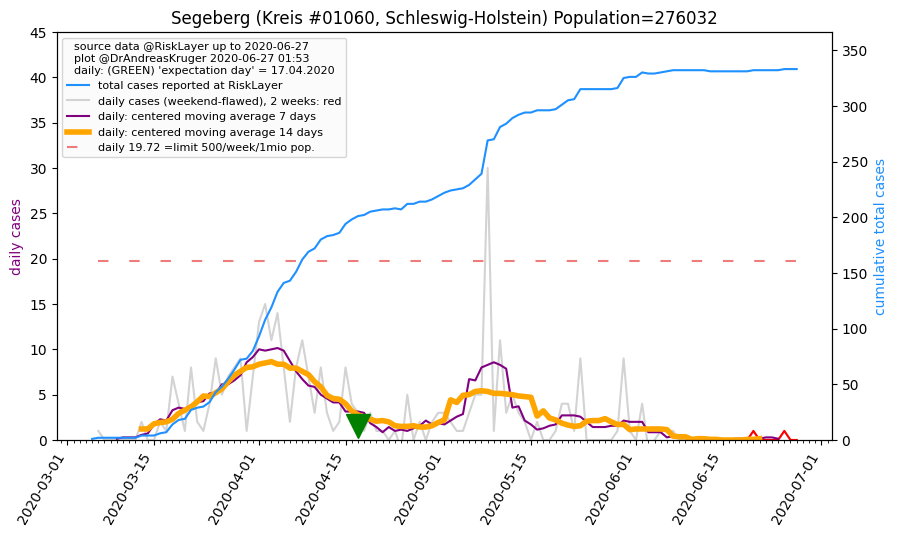 Segeberg (Kreis #01060, Schleswig-Holstein) Population=276032
source data @RiskLayer up to 2020-06-27
plot @DrAndreasKruger 2020-06-27 01:53
daily: (GREEN) 'expectation day' = 17.04.2020
total cases reported at RiskLayer
daily cases (weekend-flawed), 2 weeks: red
daily: centered moving average 7 days
daily: centered moving average 14 days
daily 19.72 =limit 500/week/1mio pop.
daily cases
45
40
35
30
25
20
15
10
5
0
cumulative total cases
350
300
250
200
150
100
50
0
2020-03-01
2020-03-15
2020-04-01
2020-04-15
2020-05-01
2020-05-15
2020-06-01
2020-06-15
2020-07-01